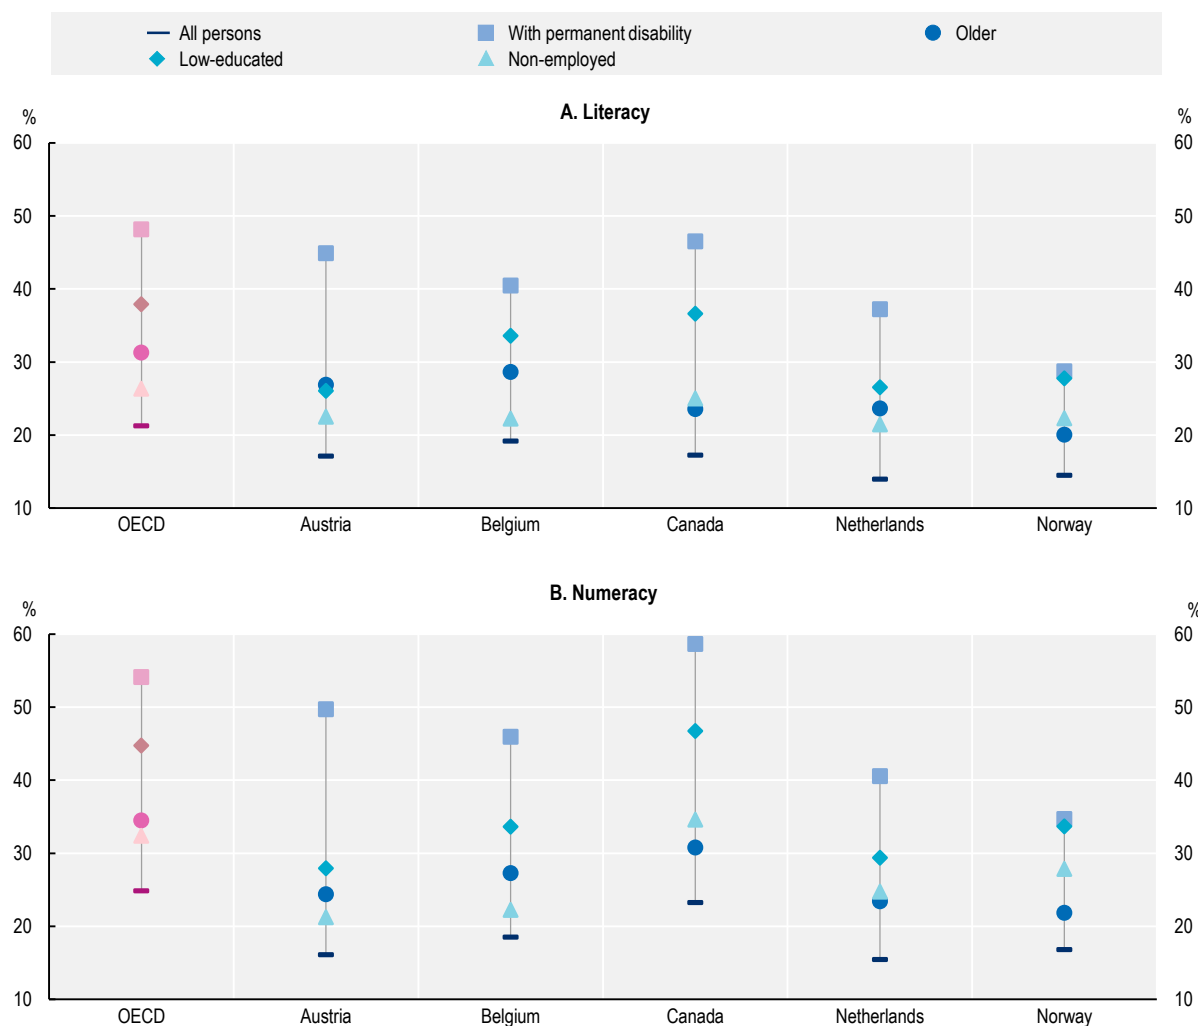 All persons With permanent disability Older
Low-educated Non-employed
A. Literacy
% %
60 60
50 50
40 40
30 30
20 20
10 10
OECD Austria Belgium Canada Netherlands Norway
B. Numeracy
% %
60 60
50 50
40 40
30 30
20 20
10 10
OECD Austria Belgium Canada Netherlands Norway